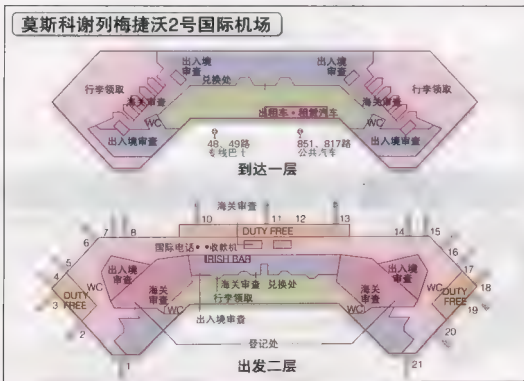 莫斯科谢列梅捷沃2号国际机场
出入境审查
出入境审查
行李领取
兑换处
行李领取
海关审查
海关审查
出租车·租赁汽车
WC
WC
出入境审查
出入境审查
48、49路
专线巴士
851、817路
公共汽车
到达一层
海关审查
10
11
12
13
DUTY FREE
6
7
8
14
15
国际电话·
·收款机
IRISH BAR
5
4
3
2
1
16
17
18
19
20
21
出入境审查
出入境审查
WC
WC
DUTY FREE
DUTY FREE
海关审查
海关审查
海关审查
兑换处
行李领取
WC
WC
出入境审查
登记处
出发二层